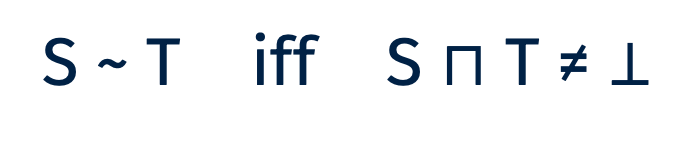 S ~ T iff S ⊓ T ≠ ⊥